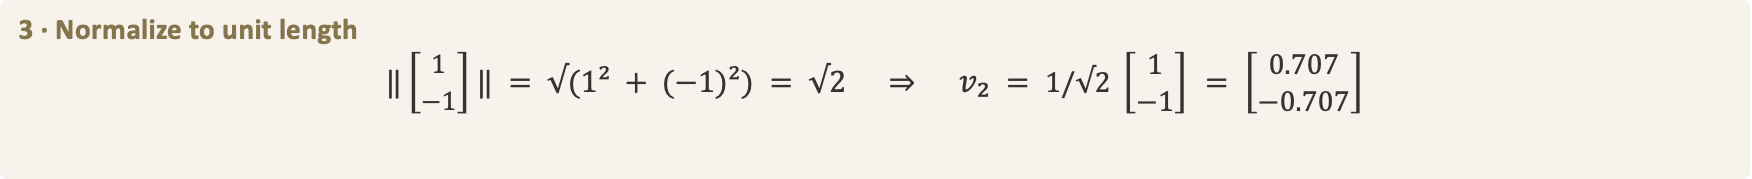 3 · Normalize to unit length
‖ [1 −1] ‖ = √(1² + (−1)²) = √2 ⇒ v₂ = 1/√2 [1 −1] = [0.707 −0.707]